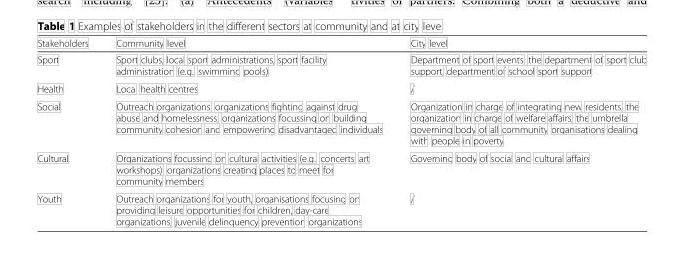 search including [25]: (a) Antecedents (variables tivities of partners. Combining both a deductive and
Table 1 Examples of stakeholders in the different sectors at community and at city leve
Stakeholders Community level City level
Sport Sport clubs, local sport administrations, sport facility Department of sport events the department of sport club
administration (e.g. swimming pools) support department of school sport support
Health Local health centres /
Social Outreach organizations organizations fighting against drug Organization in charge of integrating new residents, the
abuse and homelessness, organizations focussing on building organization in charge of welfare affairs, the umbrella
community cohesion and empowering disadvantaged individuals governing body of all community organisations dealing
with people in poverty
Cultural Organizations focussing on cultural activities (e.g. concerts art Governing body of social and cultural affairs
workshops) organizations creating places to meet for
community members
Youth Outreach organizations for youth, organisations focusing on /
providing leisure opportunities for children, day-care
organizations, juvenile delinquency prevention organizations